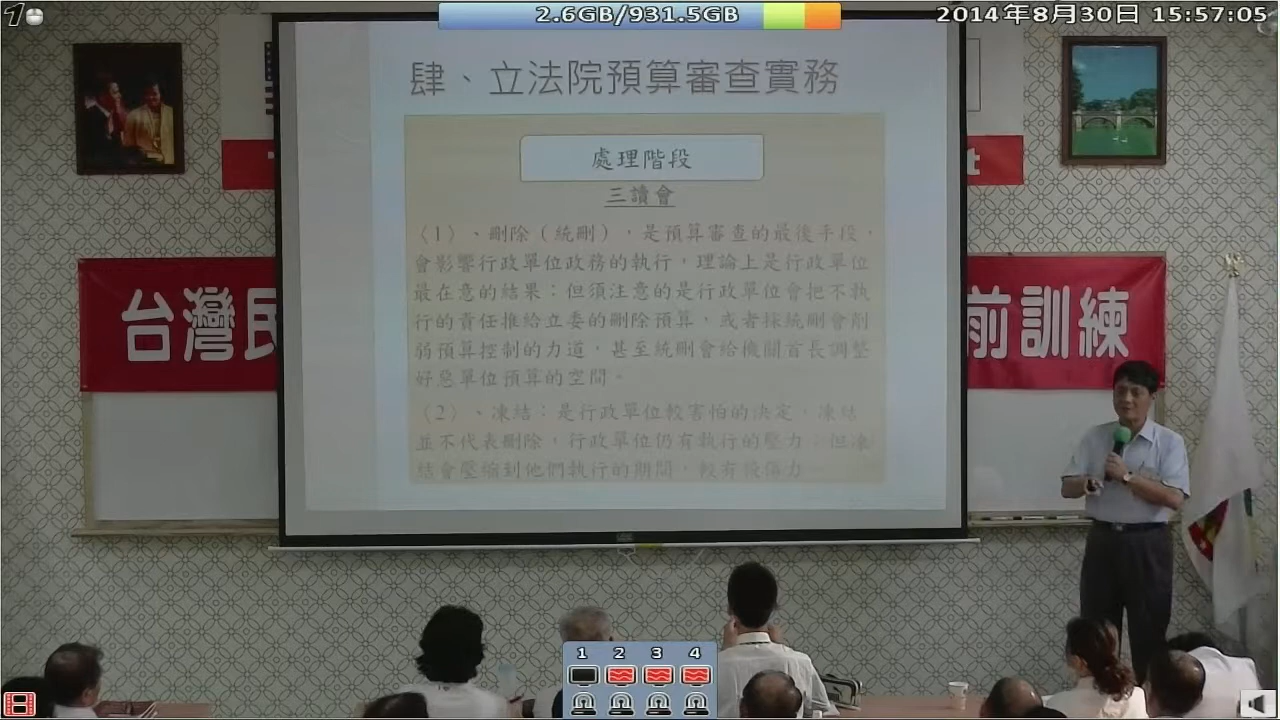 1
2.6GB/931.5GB
2014年8月30日 15:57:05
肆、立法院預算審查實務
處理階段
三讀會
（1）、刪除（統刪），是預算審查的最後手段，
會影響行政單位政務的執行，理論上是行政單位
最在意的結果；但須注意的是行政單位會把不執
行的責任推給立委的刪除預算，或者採統刪會削
弱預算控制的力道，甚至統刪會給機關首長調整
好惡單位預算的空間。
（2）、凍結：是行政單位較害怕的決定，凍結
並不代表刪除，行政單位仍有執行的壓力，但凍
結會壓縮到他們執行的期間，較有殺傷力。
t
台灣民
前訓練
1 2 3 4